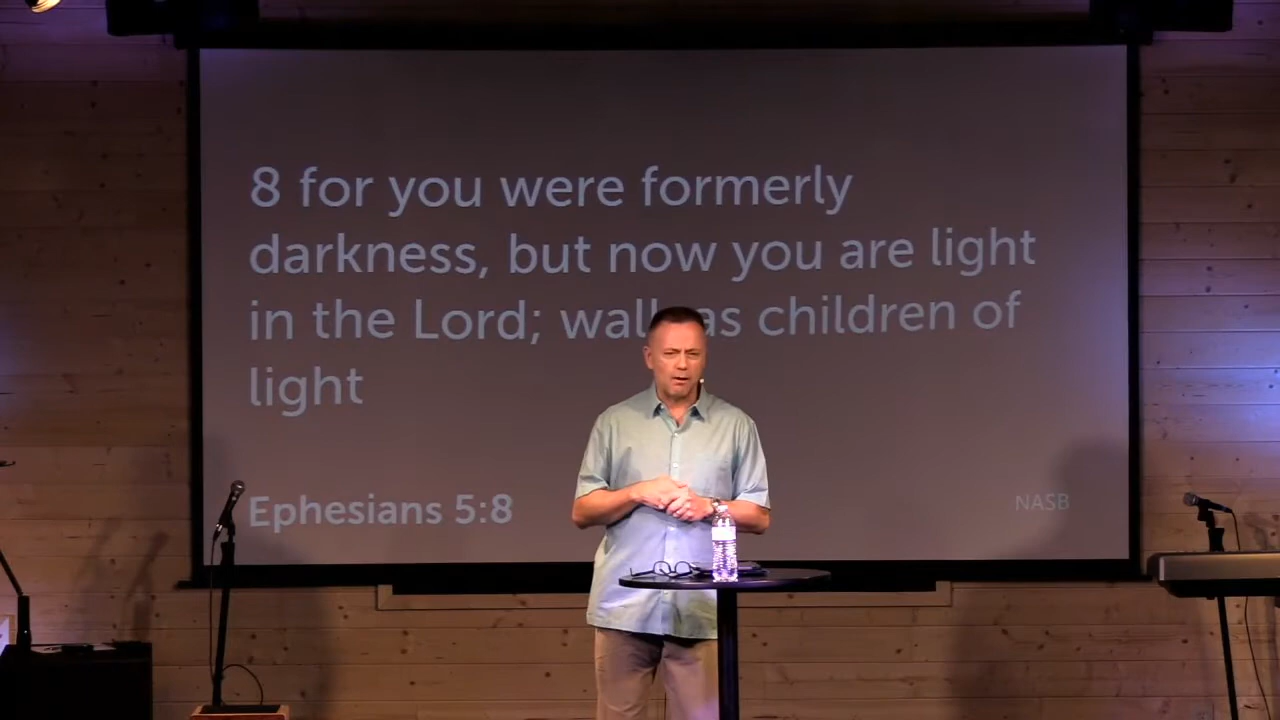 8 for you were formerly
darkness, but now you are light
in the Lord; walk as children of
light
Ephesians 5:8
NASB